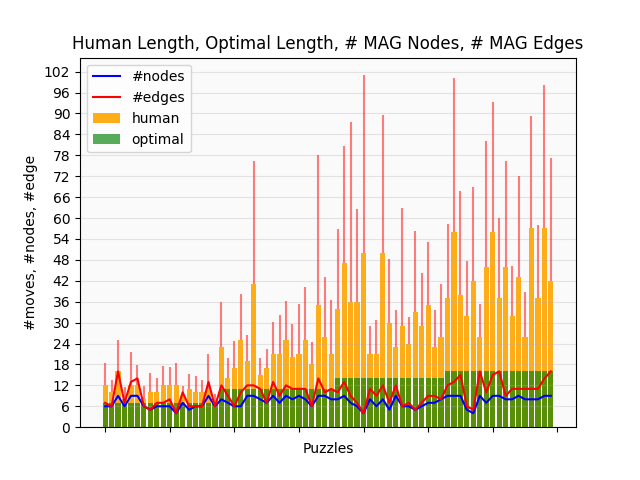 Human Length, Optimal Length, # MAG Nodes, # MAG Edges
#nodes
#edges
human
optimal
102
96
90
84
78
72
66
60
54
48
42
36
30
24
18
12
6
0
#moves, #nodes, #edge
Puzzles